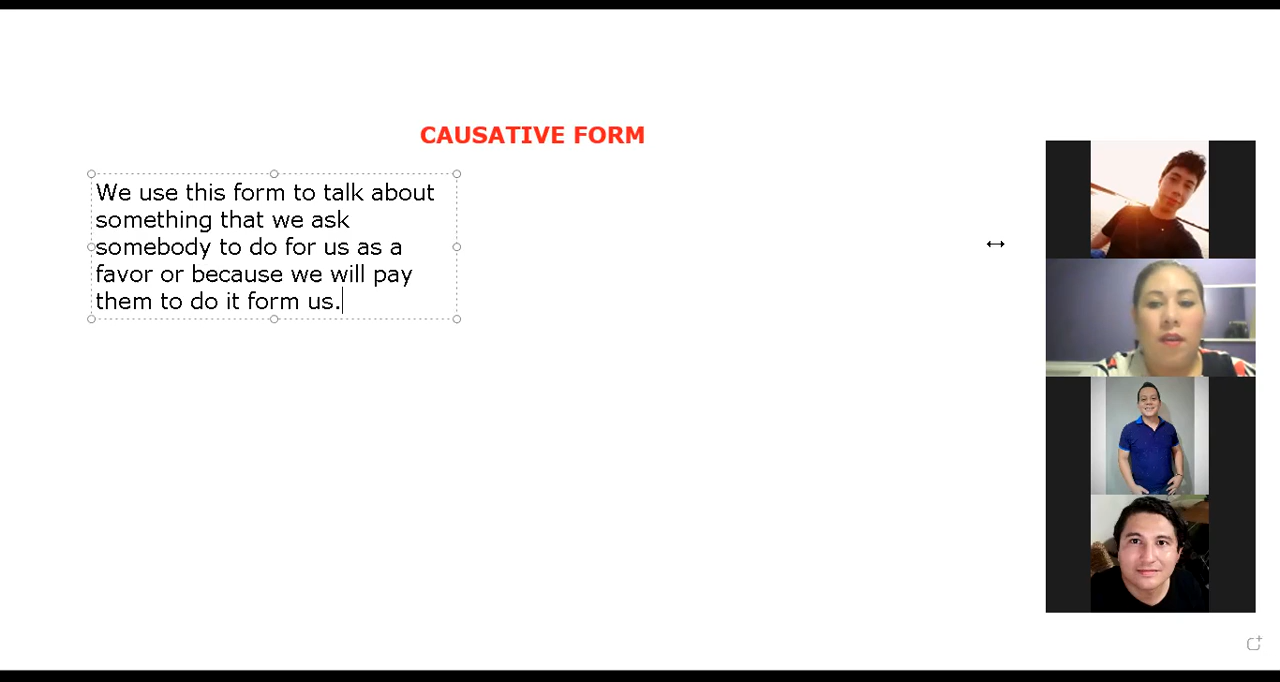 CAUSATIVE FORM
We use this form to talk about
something that we ask
somebody to do for us as a
favor or because we will pay
them to do it form us.